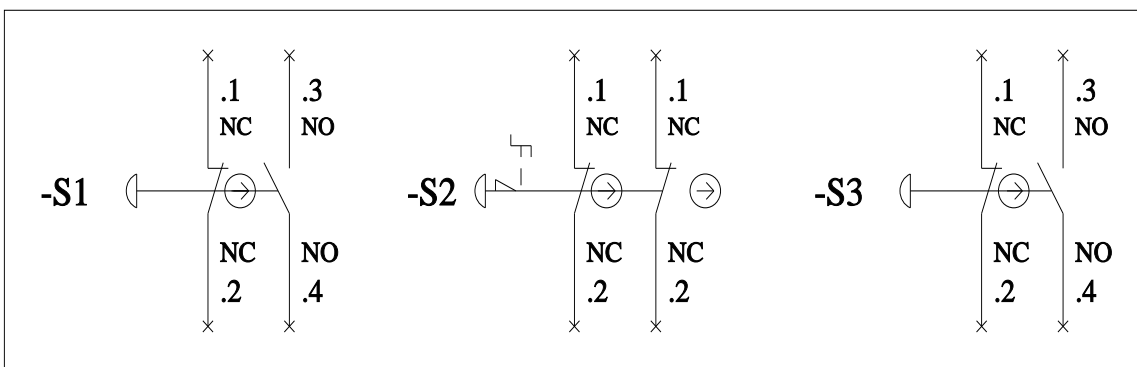 .1 .3 .1 .1 .1 .3
NC NO NC NC NC NO
-S1 -S2 -S3
NC NO NC NC NC NO
.2 .4 .2 .2 .2 .4